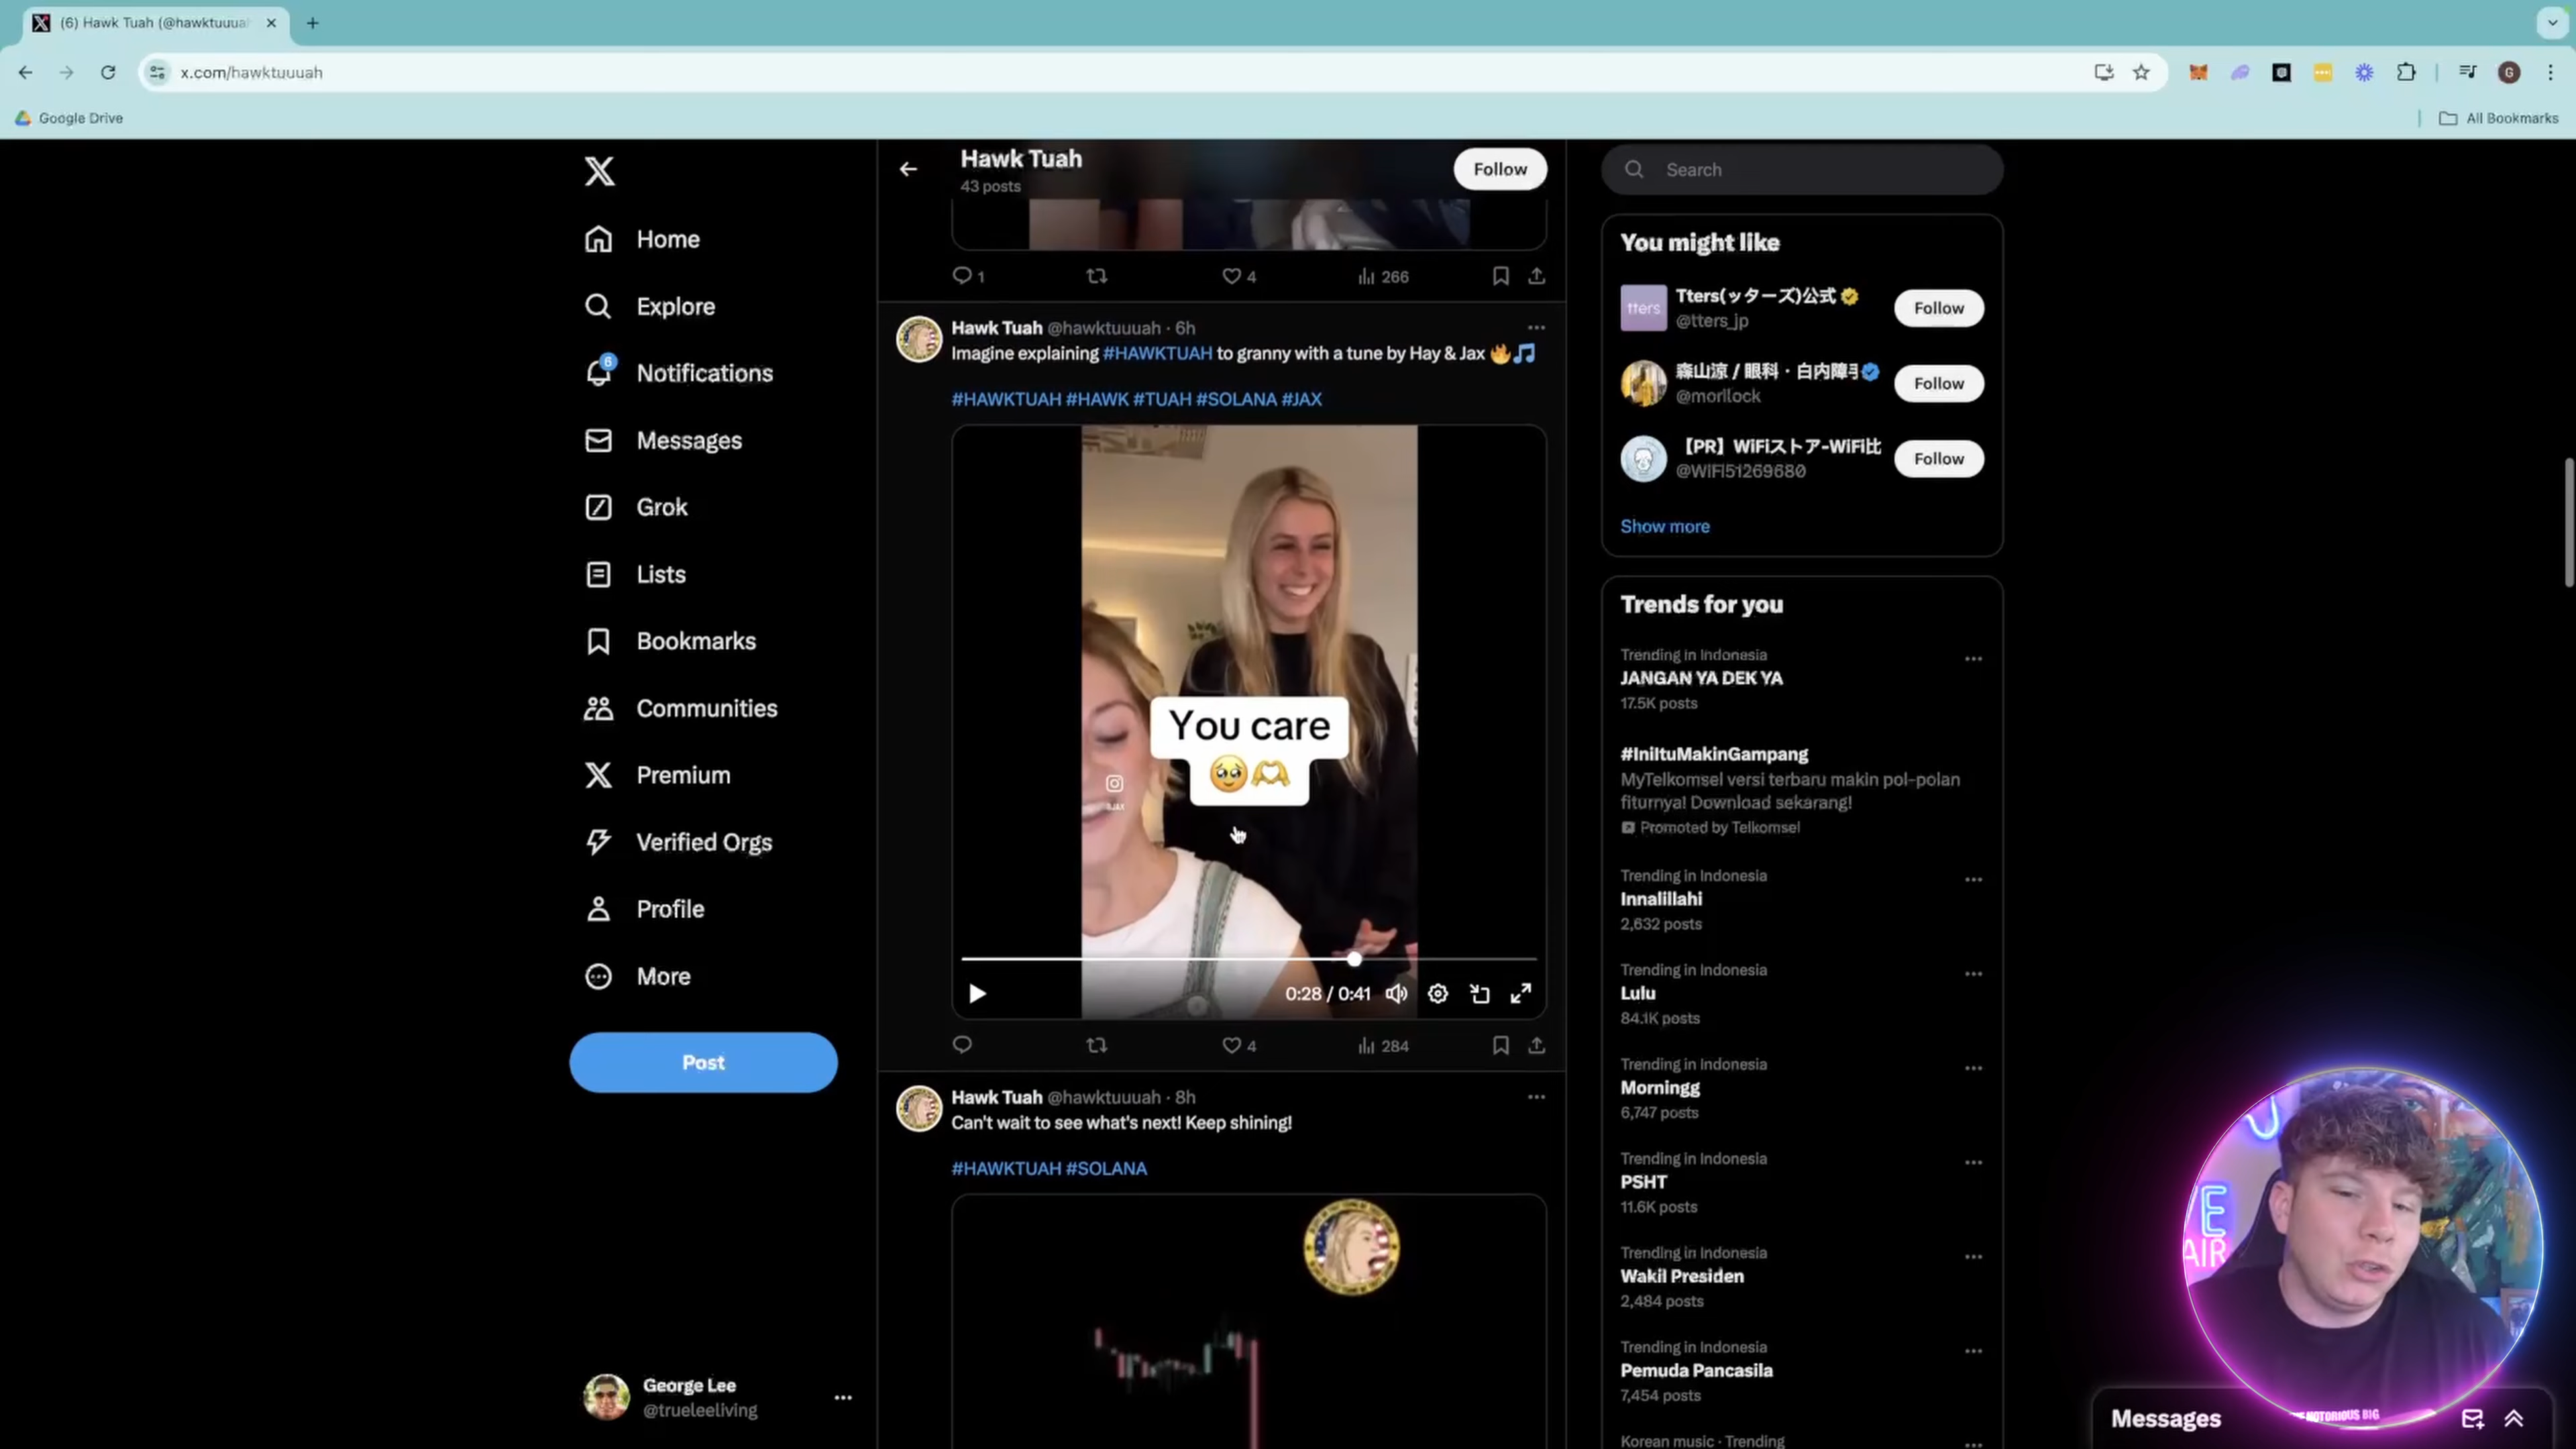 (6) Hawk Tuah (@hawktuuuah
x.com/hawktuuuah
G
Google Drive
All Bookmarks
Home
Explore
6
Notifications
Messages
Grok
Lists
Bookmarks
Communities
Premium
Verified Orgs
Profile
More
Post
George Lee
@trueleeliving
Hawk Tuah
43 posts
Follow
1
4
266
Hawk Tuah @hawktuuuah · 6h
Imagine explaining #HAWKTUAH to granny with a tune by Hay & Jax 🔥🎵
#HAWKTUAH #HAWK #TUAH #SOLANA #JAX
You care
🥹🫶
0:28 / 0:41
4
284
Hawk Tuah @hawktuuuah · 8h
Can't wait to see what's next! Keep shining!
#HAWKTUAH #SOLANA
Search
You might like
tters
Tters(ッターズ)公式
@tters_jp
Follow
森山涼 / 眼科・白内障手
@morilock
Follow
【PR】WiFiストア-WiFi比
@WIFI51269680
Follow
Show more
Trends for you
Trending in Indonesia
JANGAN YA DEK YA
17.5K posts
#IniItuMakinGampang
MyTelkomsel versi terbaru makin pol-polan
fiturnya! Download sekarang!
Promoted by Telkomsel
Trending in Indonesia
Innalillahi
2,632 posts
Trending in Indonesia
Lulu
84.1K posts
Trending in Indonesia
Morningg
6,747 posts
Trending in Indonesia
PSHT
11.6K posts
Trending in Indonesia
Wakil Presiden
2,484 posts
Trending in Indonesia
Pemuda Pancasila
7,454 posts
Korean music · Trending
Messages
NOTORIOUS BIG